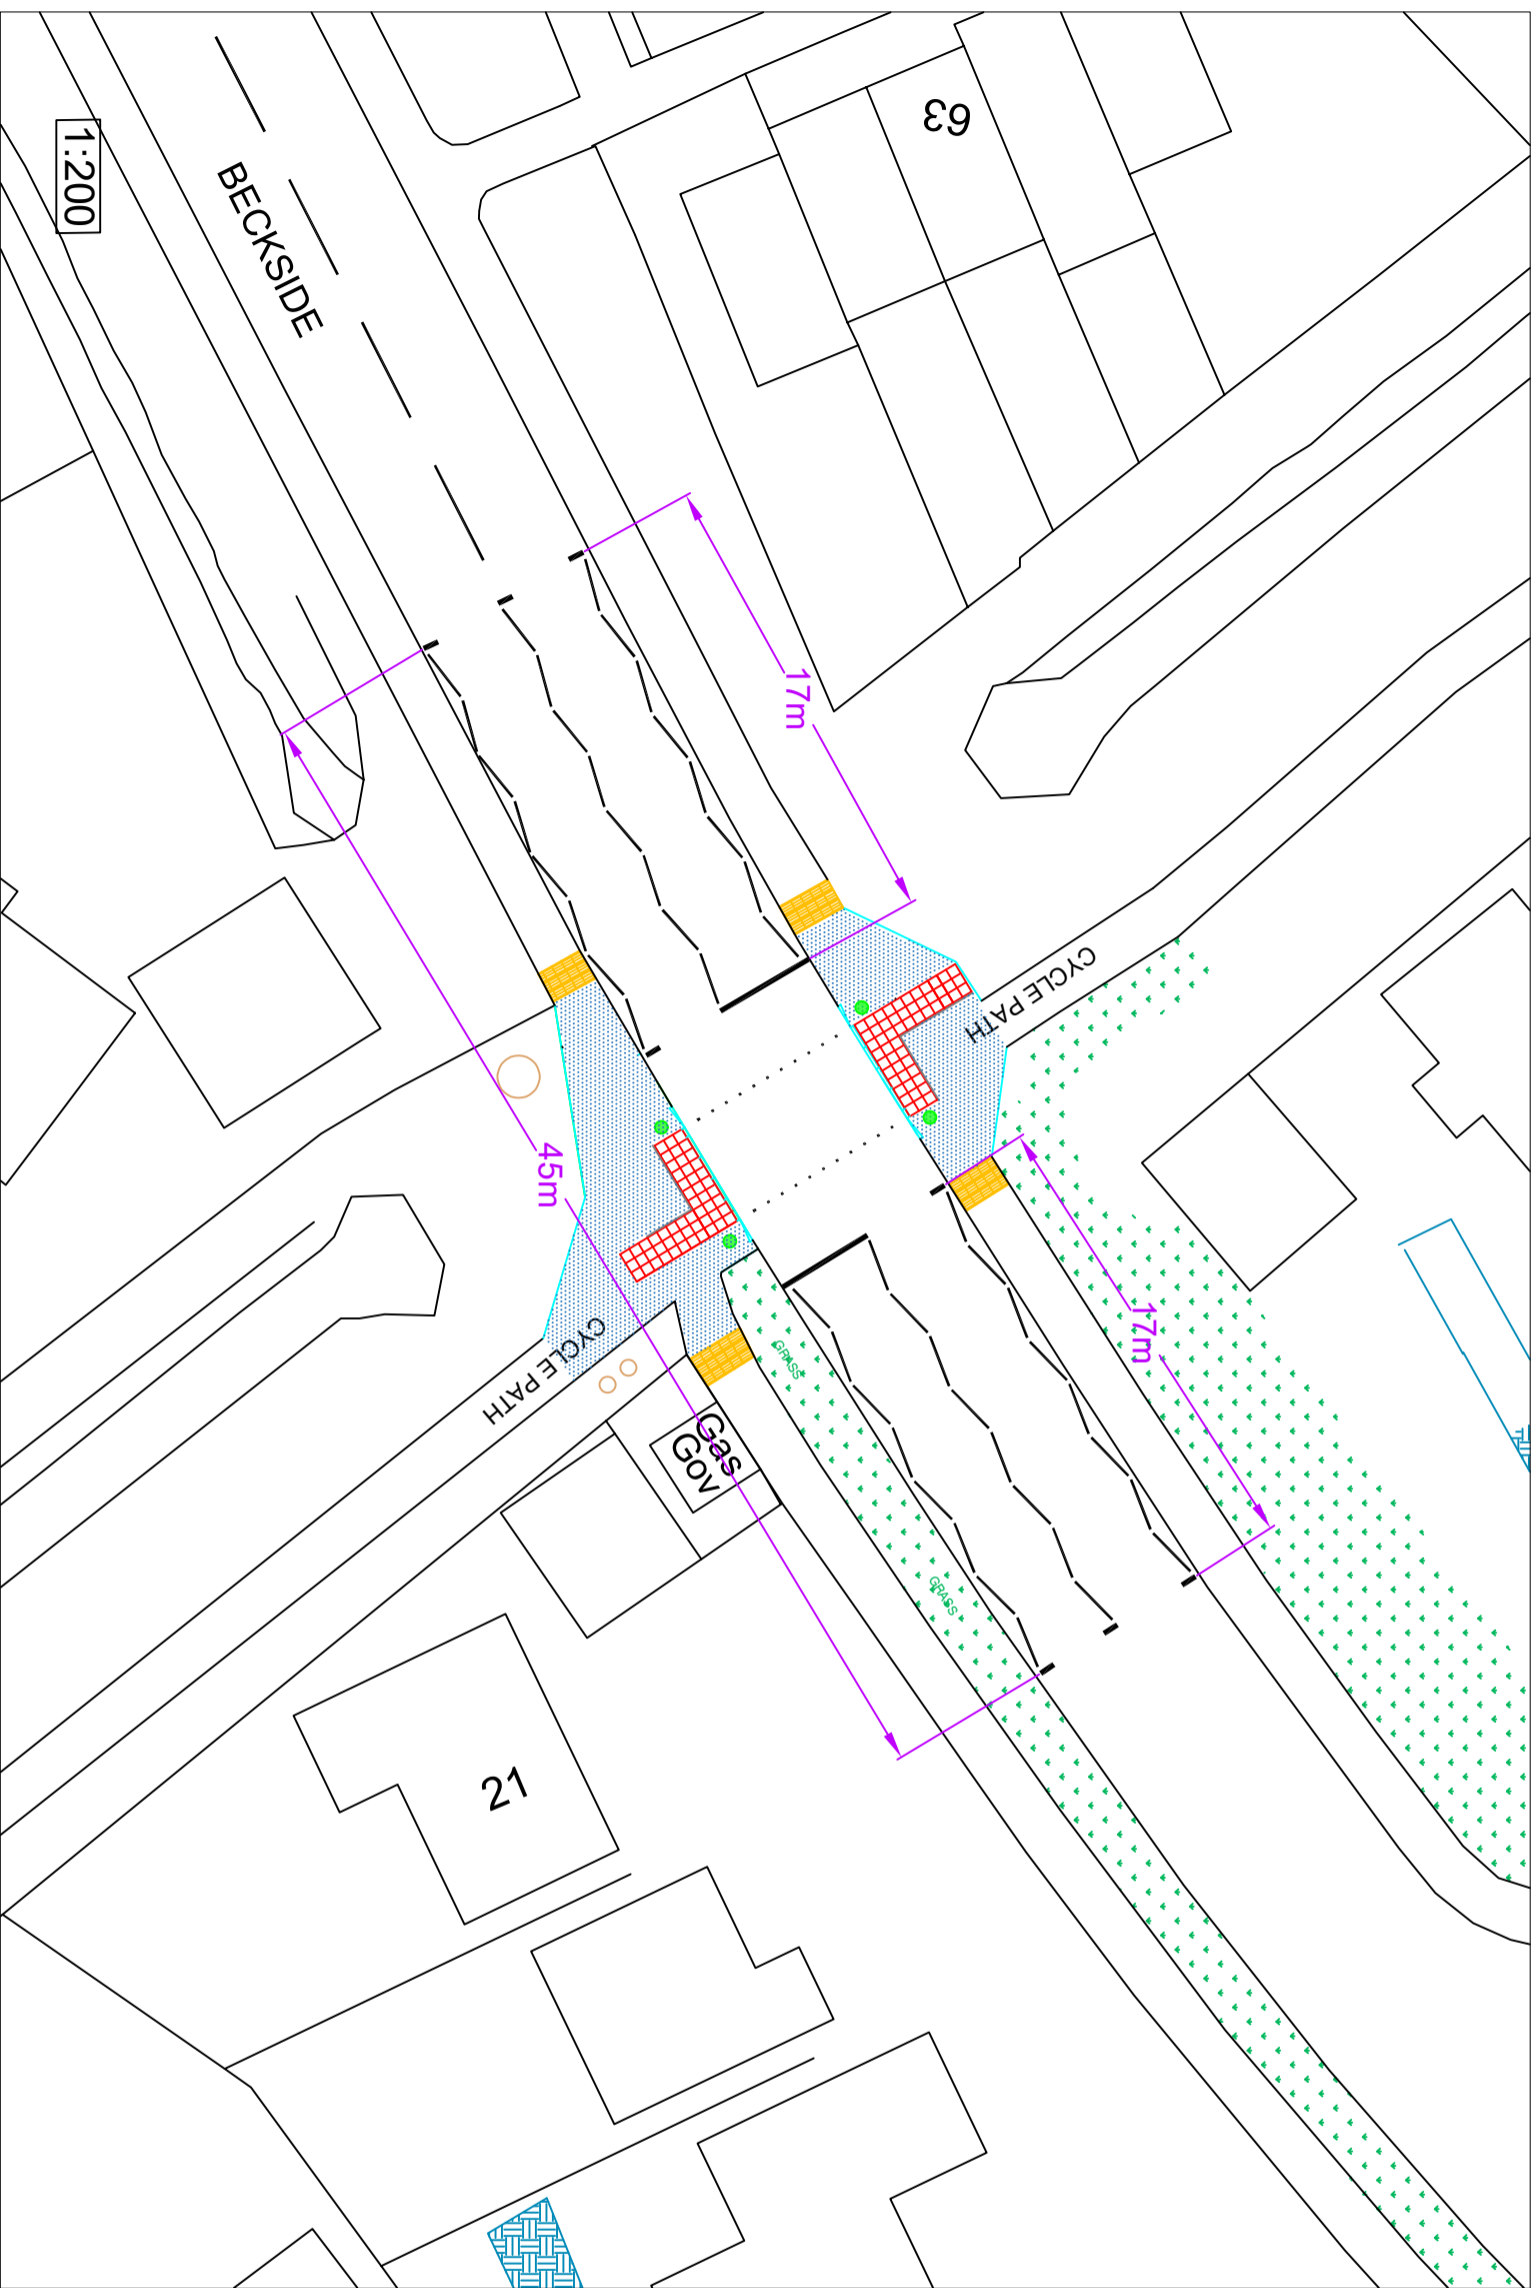 63
1:200
BECKSIDE
17m
CYCLE PATH
45m
17m
CYCLE PATH
GRASS
Gas
Gov
GRASS
21